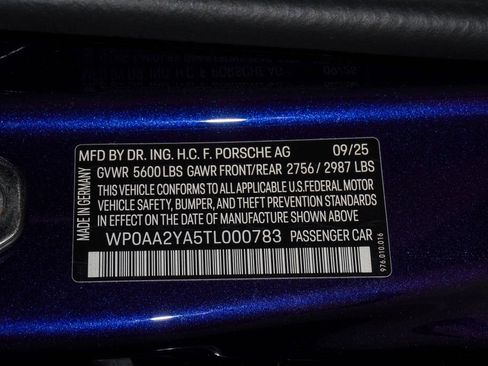 MFD BY DR. ING. H.C. F. PORSCHE AG 09/25
GVWR 5600 LBS GAWR FRONT/REAR 2756 / 2987 LBS
THIS VEHICLE CONFORMS TO ALL APPLICABLE U.S.FEDERAL MOTOR
VEHICLE SAFETY, BUMPER, AND THEFT PREVENTION STANDARDS
IN EFFECT ON THE DATE OF MANUFACTURE SHOWN ABOVE.
WP0AA2YA5TL000783 PASSENGER CAR
MADE IN GERMANY
976.010.016